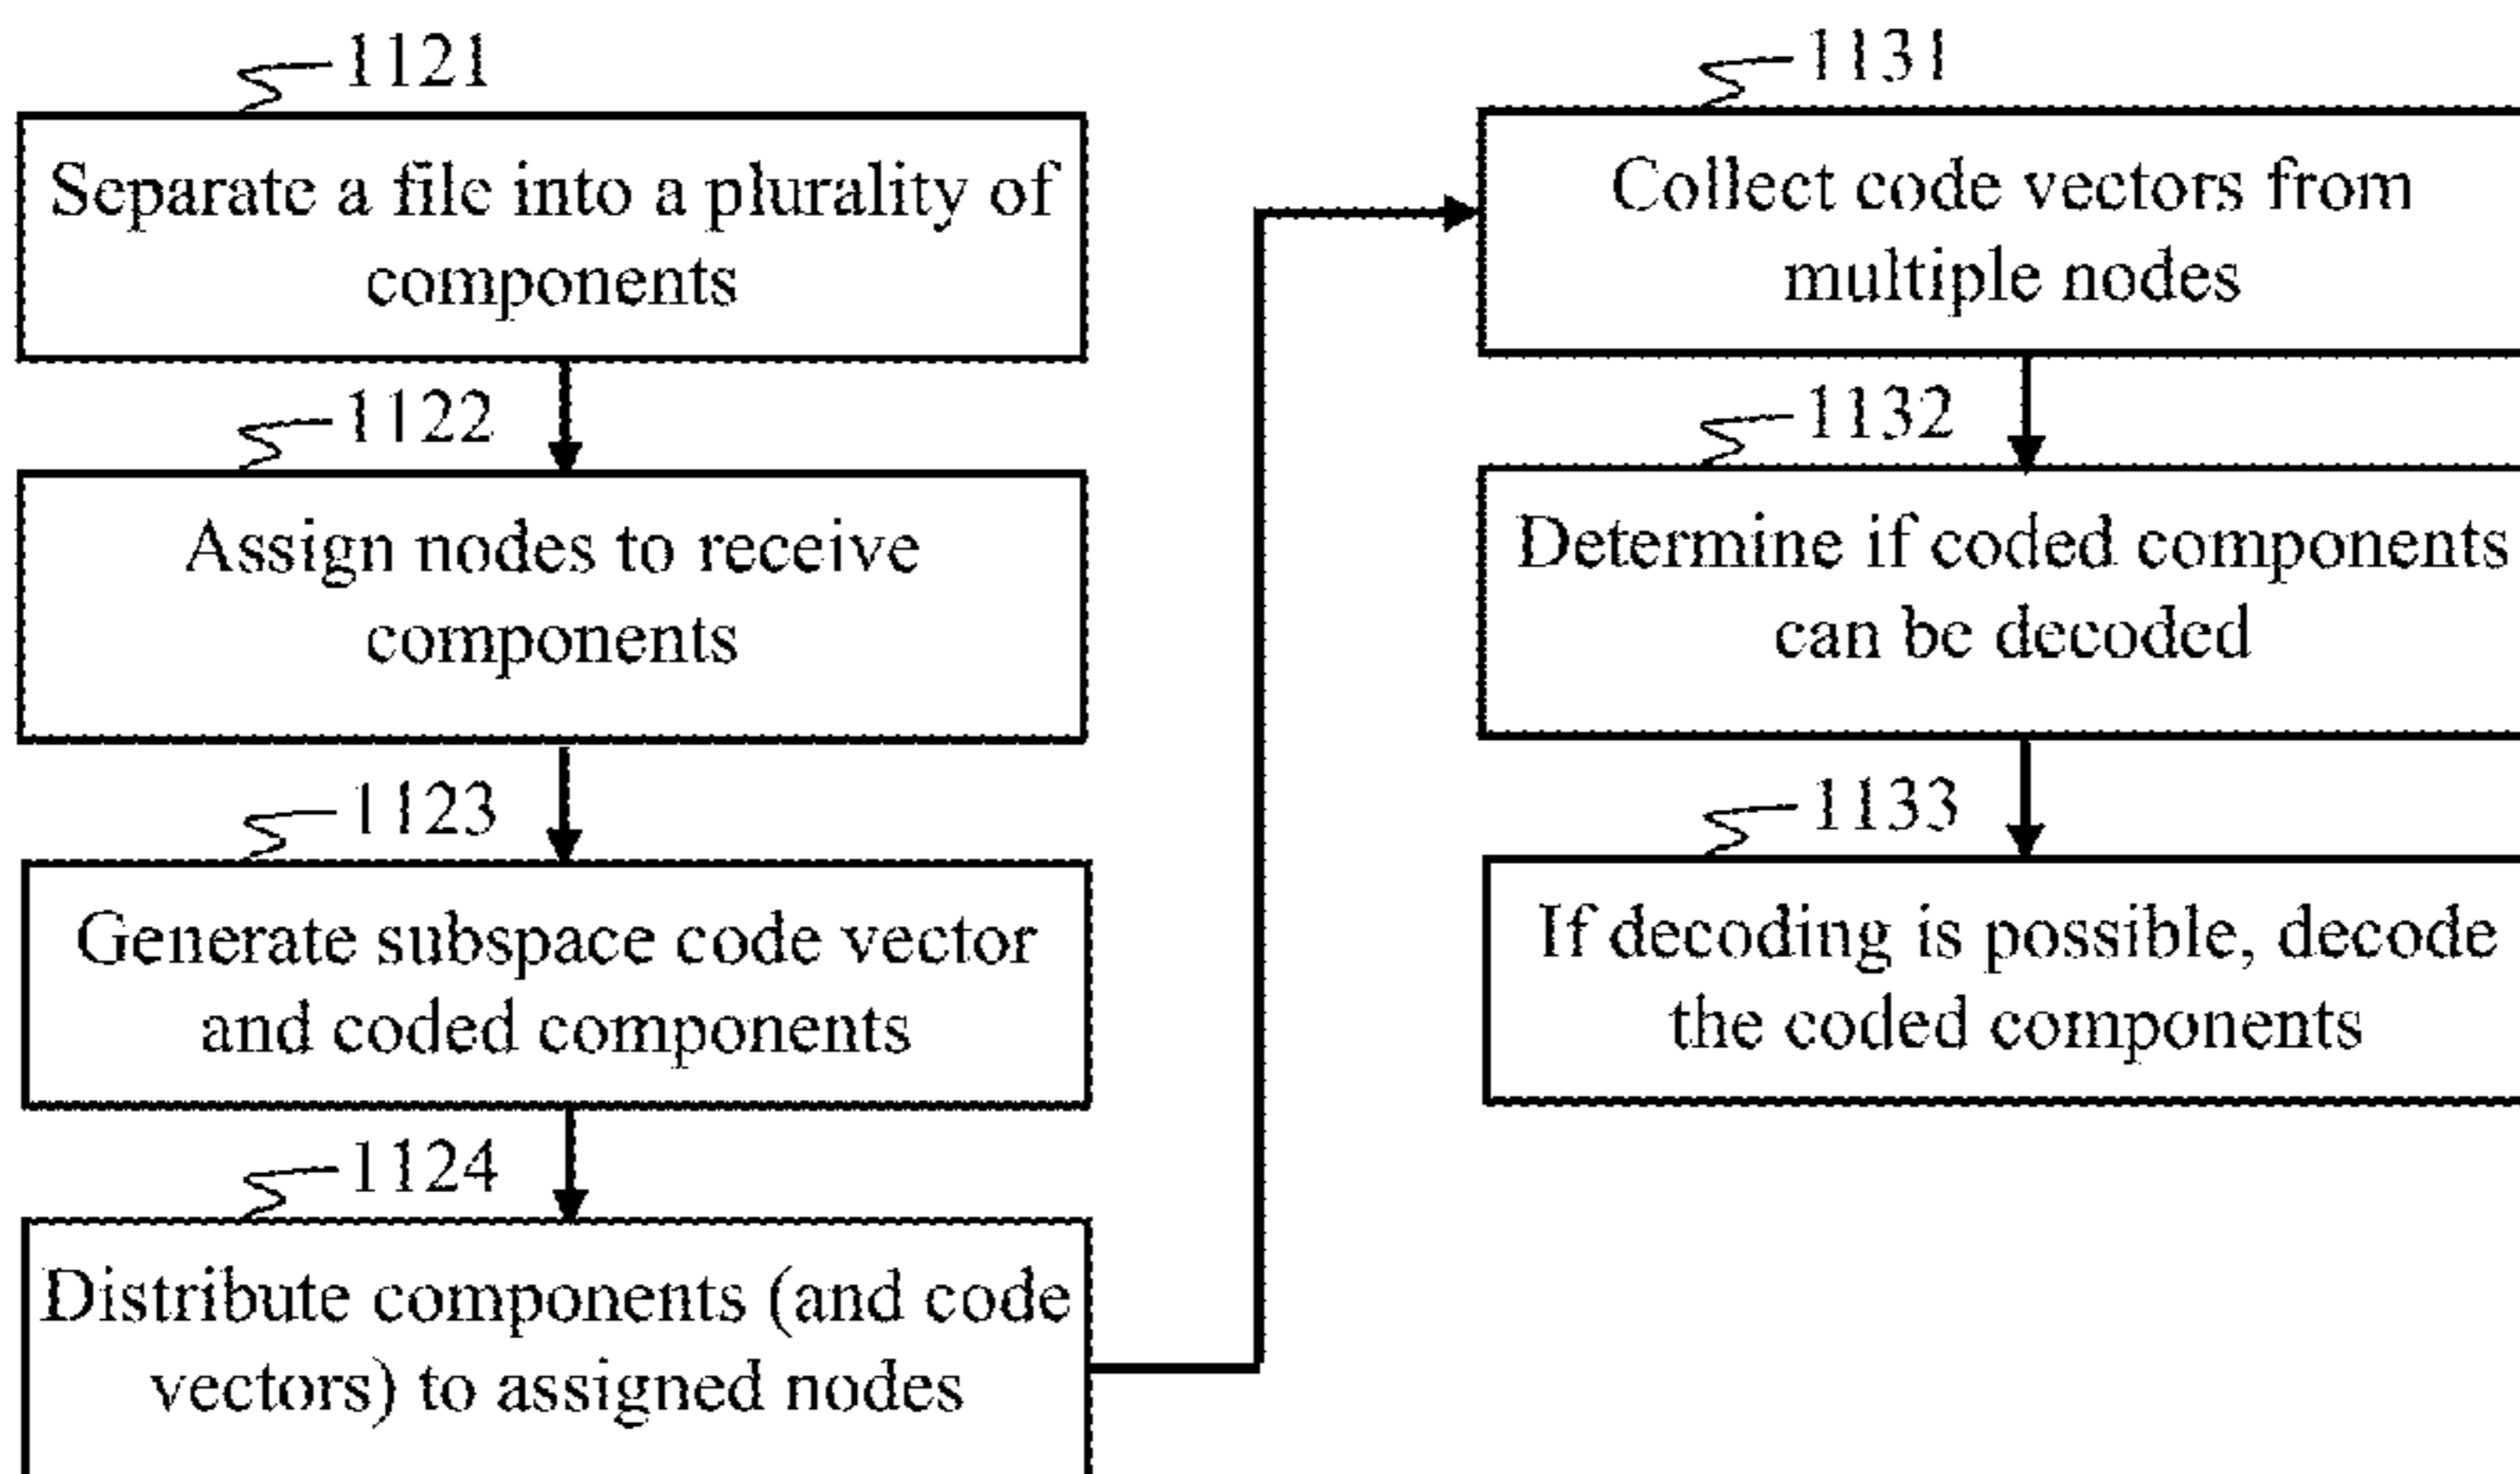 1121
Separate a file into a plurality of
components
1122
Assign nodes to receive
components
1123
Generate subspace code vector
and coded components
1124
Distribute components (and code
vectors) to assigned nodes
1131
Collect code vectors from
multiple nodes
1132
Determine if coded components
can be decoded
1133
If decoding is possible, decode
the coded components